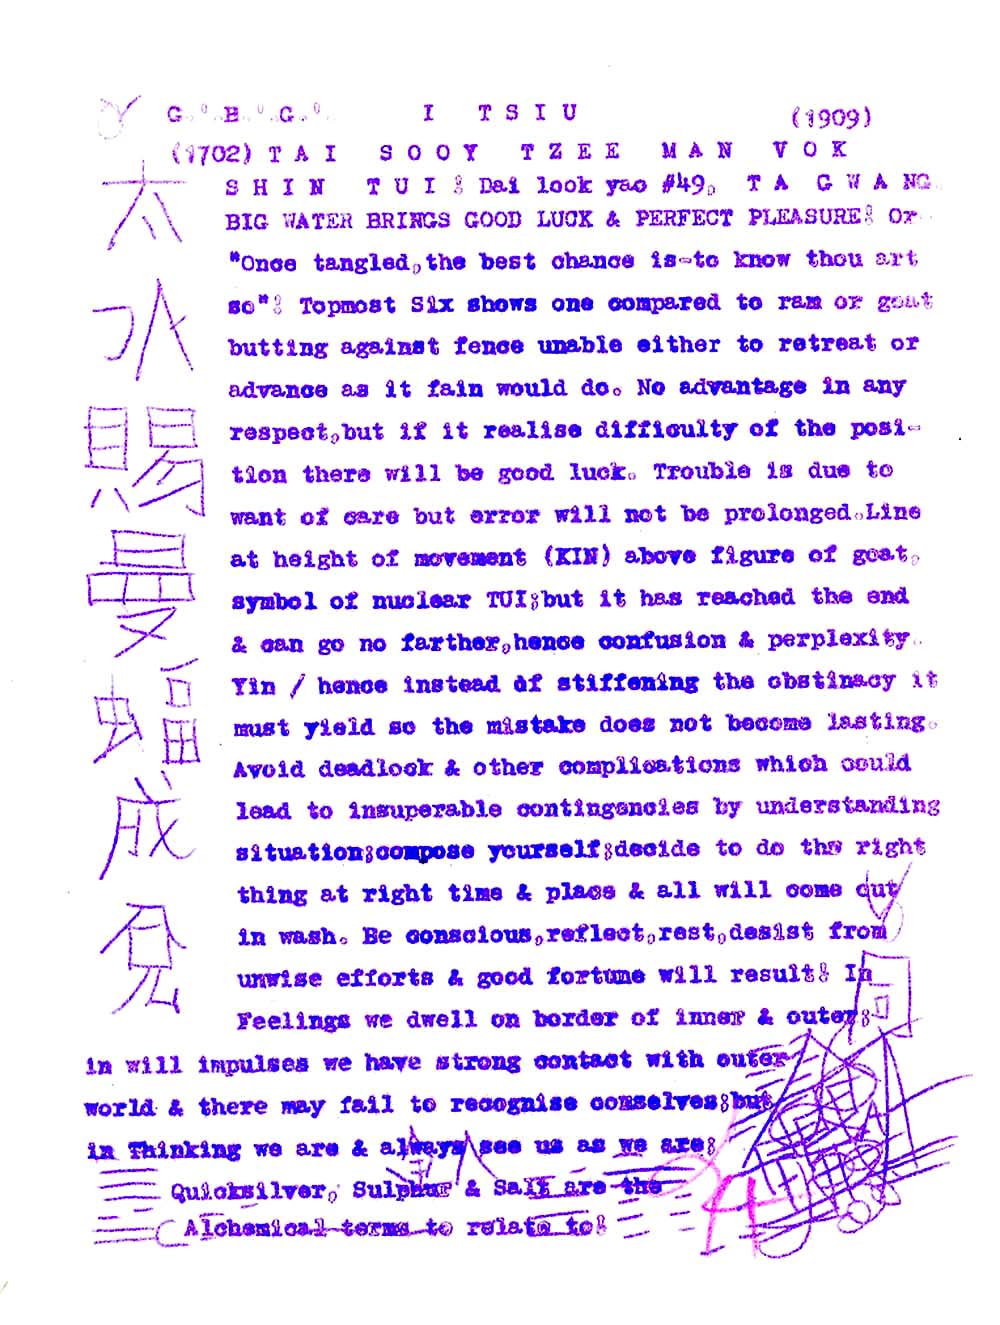 G. B. G. I TSIU (1909)
(1702) TAI SOOY TZEE MAN VOK
SHIN TUI: Dai look yao #49, TA GWANG
BIG WATER BRINGS GOOD LUCK & PERFECT PLEASURE: Or
"Once tangled, the best chance is-to know thou art
so": Topmost Six shows one compared to ram or goat
butting against fence unable either to retreat or
advance as it fain would do. No advantage in any
respect, but if it realise difficulty of the posi-
tion there will be good luck. Trouble is due to
want of care but error will not be prolonged. Line
at height of movement (KIN) above figure of goat,
symbol of nuclear TUI; but it has reached the end
& can go no farther, hence confusion & perplexity.
Yin / hence instead of stiffening the obstinacy it
must yield so the mistake does not become lasting.
Avoid deadlock & other complications which could
lead to insuperable contingencies by understanding
situation; compose yourself; decide to do the right
thing at right time & place & all will come out
in wash. Be conscious, reflect, rest, desist from
unwise efforts & good fortune will result: In
Feelings we dwell on border of inner & outer;
in will impulses we have strong contact with outer
world & there may fail to recognise oomselves; but
in Thinking we are & always see us as we are;
Quicksilver, Sulphur & Salt are the
Alchemical terms to relate to:
太
水
賜
成